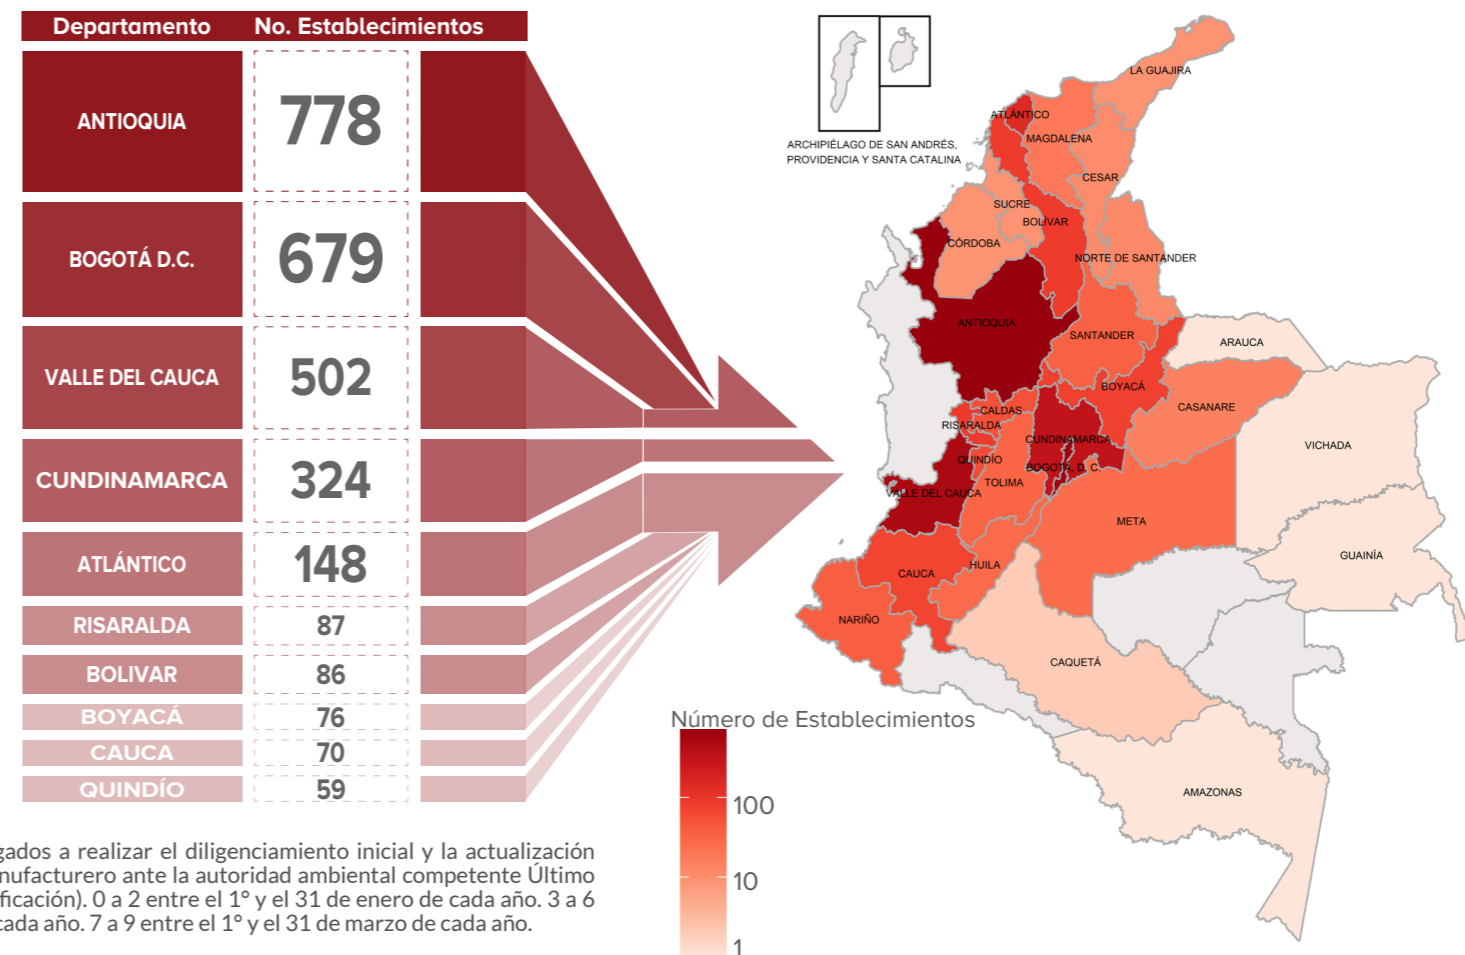 Departamento No. Establecimientos
ANTIOQUIA 778
BOGOTÁ D.C. 679
VALLE DEL CAUCA 502
CUNDINAMARCA 324
ATLÁNTICO 148
RISARALDA 87
BOLIVAR 86
BOYACÁ 76
CAUCA 70
QUINDÍO 59
gados a realizar el diligenciamiento inicial y la actualización
nufacturero ante la autoridad ambiental competente Último
ficación). 0 a 2 entre el 1° y el 31 de enero de cada año. 3 a 6
cada año. 7 a 9 entre el 1° y el 31 de marzo de cada año.
ARCHIPIÉLAGO DE SAN ANDRÉS,
PROVIDENCIA Y SANTA CATALINA
LA GUAJIRA
ATLÁNTICO
MAGDALENA
CESAR
SUCRE
BOLÍVAR
CÓRDOBA
NORTE DE SANTANDER
ANTIOQUIA
SANTANDER
ARAUCA
BOYACÁ
CASANARE
CALDAS
RISARALDA
CUNDINAMARCA
VICHADA
QUINDÍO
BOGOTÁ, D. C.
TOLIMA
VALLE DEL CAUCA
META
GUAINÍA
HUILA
CAUCA
NARIÑO
CAQUETÁ
AMAZONAS
Número de Establecimientos
100
10
1